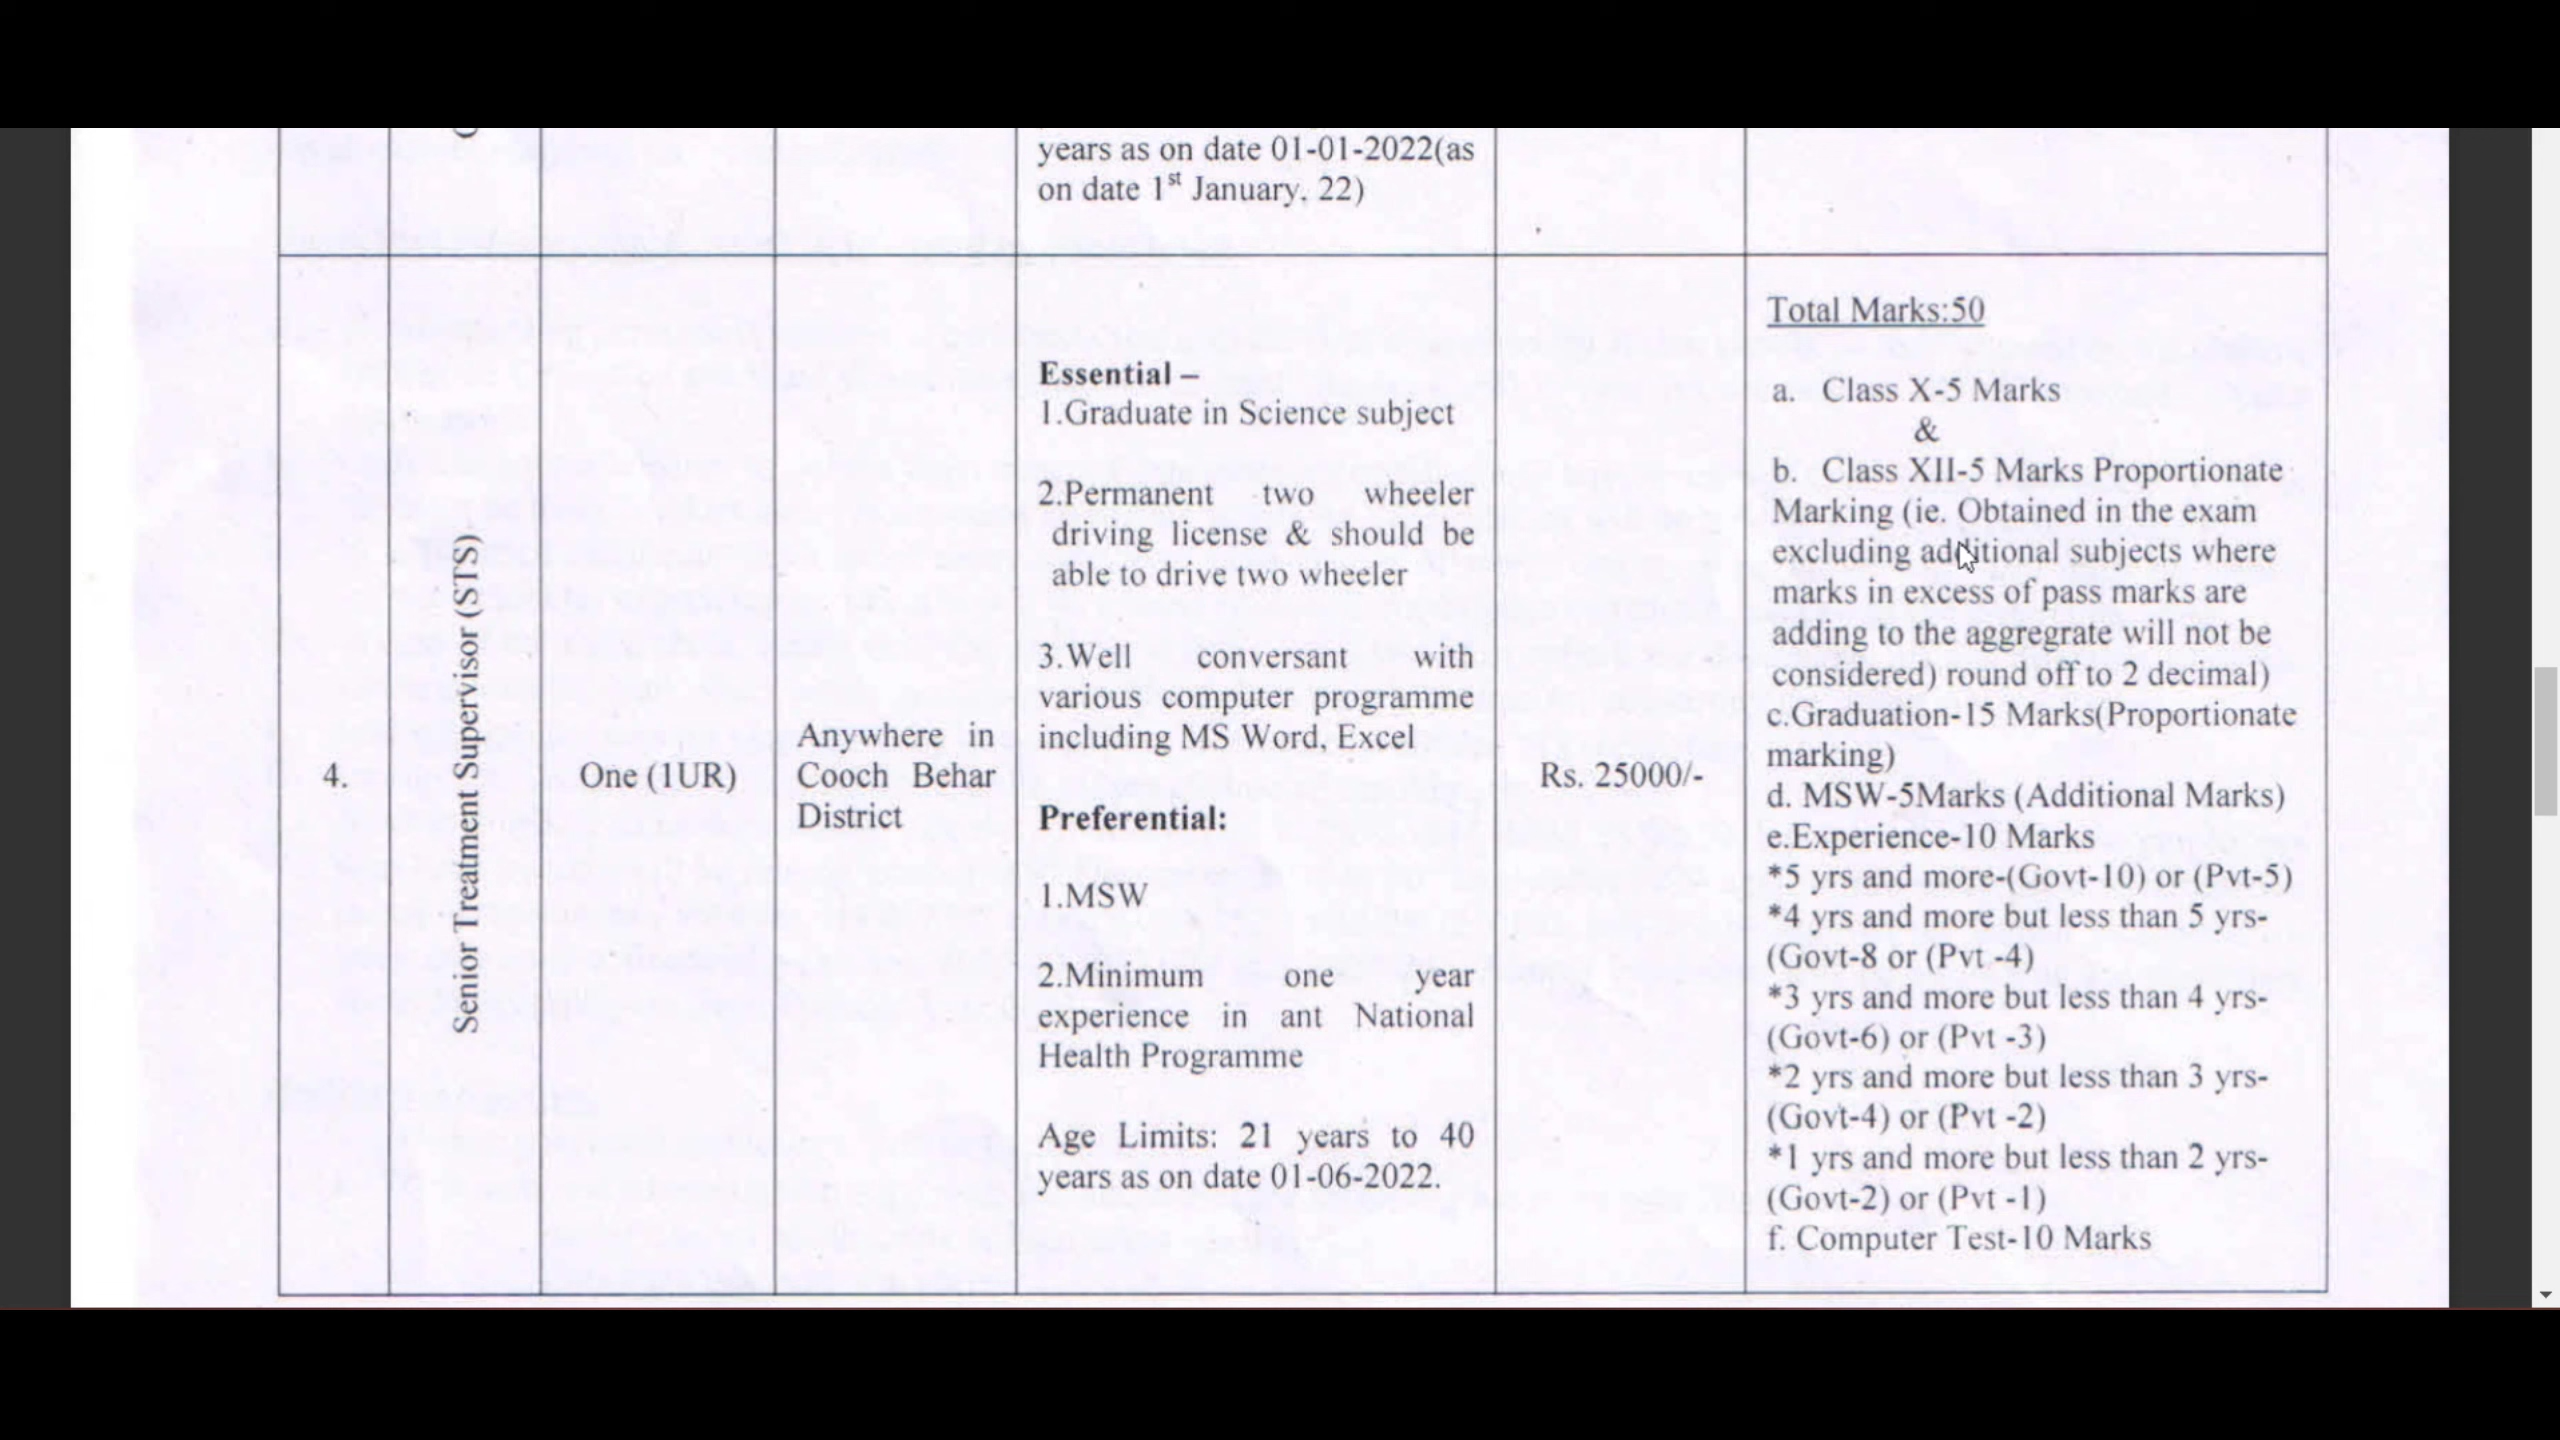 years as on date 01-01-2022(as
on date 1st January, 22)
4.
Senior Treatment Supervisor (STS)
One (1UR)
Anywhere in
Cooch Behar
District
Essential –
1.Graduate in Science subject
2.Permanent two wheeler
driving license & should be
able to drive two wheeler
3.Well conversant with
various computer programme
including MS Word, Excel
Preferential:
1.MSW
2.Minimum one year
experience in ant National
Health Programme
Age Limits: 21 years to 40
years as on date 01-06-2022.
Rs. 25000/-
Total Marks:50
a. Class X-5 Marks
&
b. Class XII-5 Marks Proportionate
Marking (ie. Obtained in the exam
excluding additional subjects where
marks in excess of pass marks are
adding to the aggregrate will not be
considered) round off to 2 decimal)
c.Graduation-15 Marks(Proportionate
marking)
d. MSW-5Marks (Additional Marks)
e.Experience-10 Marks
*5 yrs and more-(Govt-10) or (Pvt-5)
*4 yrs and more but less than 5 yrs-
(Govt-8 or (Pvt -4)
*3 yrs and more but less than 4 yrs-
(Govt-6) or (Pvt -3)
*2 yrs and more but less than 3 yrs-
(Govt-4) or (Pvt -2)
*1 yrs and more but less than 2 yrs-
(Govt-2) or (Pvt -1)
f. Computer Test-10 Marks